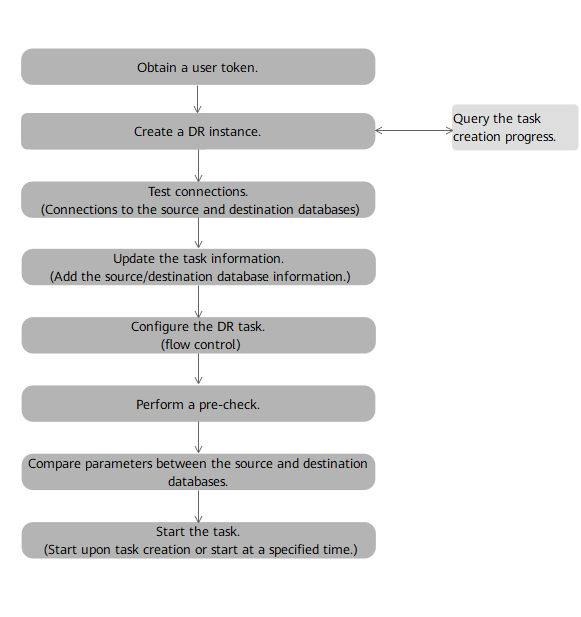 Obtain a user token.
Create a DR instance.
Query the task
creation progress.
Test connections.
(Connections to the source and destination databases)
Update the task information.
(Add the source/destination database information.)
Configure the DR task.
(flow control)
Perform a pre-check.
Compare parameters between the source and destination
databases.
Start the task.
(Start upon task creation or start at a specified time.)